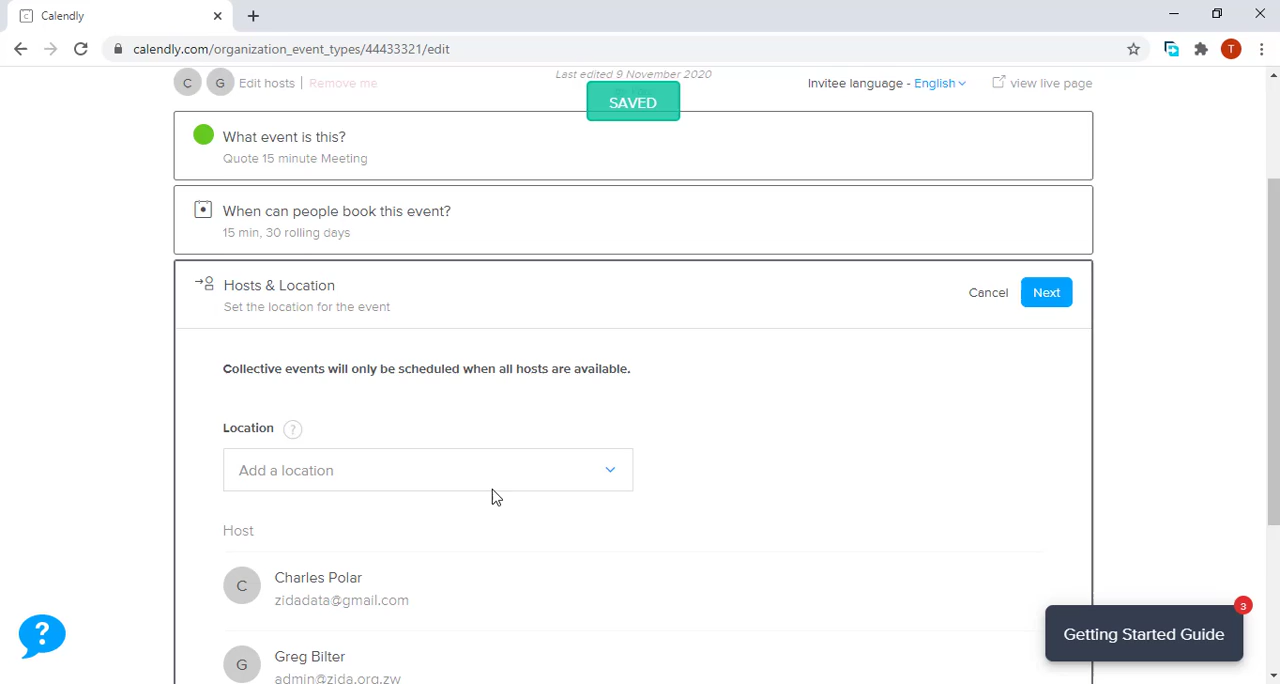 Calendly
calendly.com/organization_event_types/44433321/edit
T
C G Edit hosts | Remove me
Last edited 9 November 2020
Invitee language - English
view live page
SAVED
What event is this?
Quote 15 minute Meeting
When can people book this event?
15 min, 30 rolling days
Hosts & Location
Set the location for the event
Cancel
Next
Collective events will only be scheduled when all hosts are available.
Location ?
Add a location
Host
C
Charles Polar
zidadata@gmail.com
G
Greg Bilter
admin@zida.org.zw
?
3
Getting Started Guide